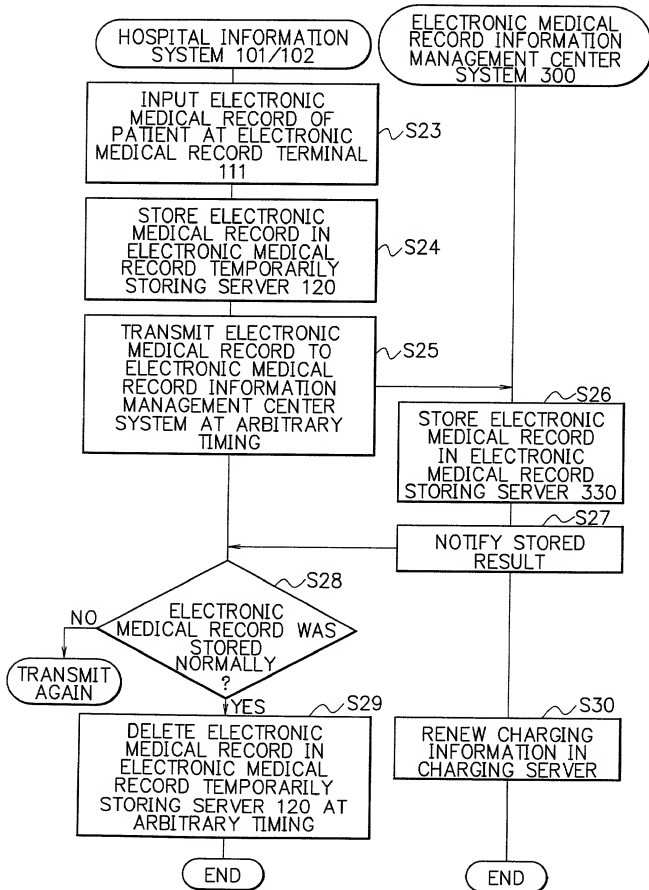 HOSPITAL INFORMATION
SYSTEM 101/102
ELECTRONIC MEDICAL
RECORD INFORMATION
MANAGEMENT CENTER
SYSTEM 300
INPUT ELECTRONIC
MEDICAL RECORD OF
PATIENT AT ELECTRONIC
MEDICAL RECORD TERMINAL
111
S23
STORE ELECTRONIC
MEDICAL RECORD IN
ELECTRONIC MEDICAL
RECORD TEMPORARILY
STORING SERVER 120
S24
TRANSMIT ELECTRONIC
MEDICAL RECORD TO
ELECTRONIC MEDICAL
RECORD INFORMATION
MANAGEMENT CENTER
SYSTEM AT ARBITRARY
TIMING
S25
S26
STORE ELECTRONIC
MEDICAL RECORD
IN ELECTRONIC
MEDICAL RECORD
STORING SERVER 330
S27
NOTIFY STORED
RESULT
S28
ELECTRONIC
MEDICAL RECORD WAS
STORED
NORMALLY
?
NO
TRANSMIT
AGAIN
YES
S29
DELETE ELECTRONIC
MEDICAL RECORD IN
ELECTRONIC MEDICAL
RECORD TEMPORARILY
STORING SERVER 120 AT
ARBITRARY TIMING
S30
RENEW CHARGING
INFORMATION IN
CHARGING SERVER
END
END